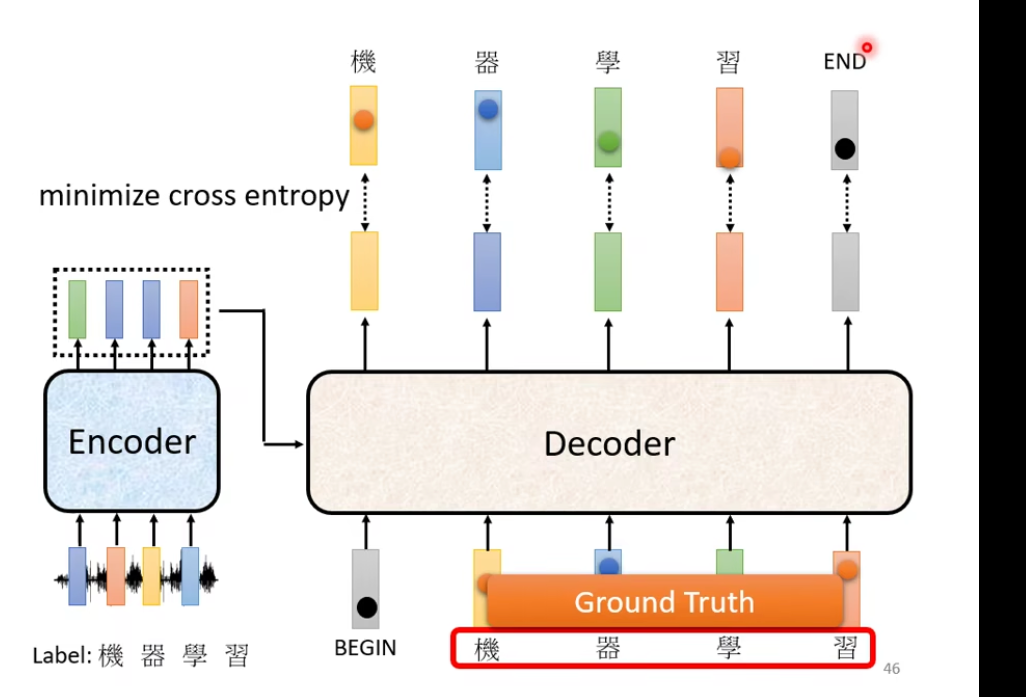 機 器 學 習 END
minimize cross entropy
Encoder
Decoder
Ground Truth
Label: 機 器 學 習
BEGIN
機 器 學 習
46